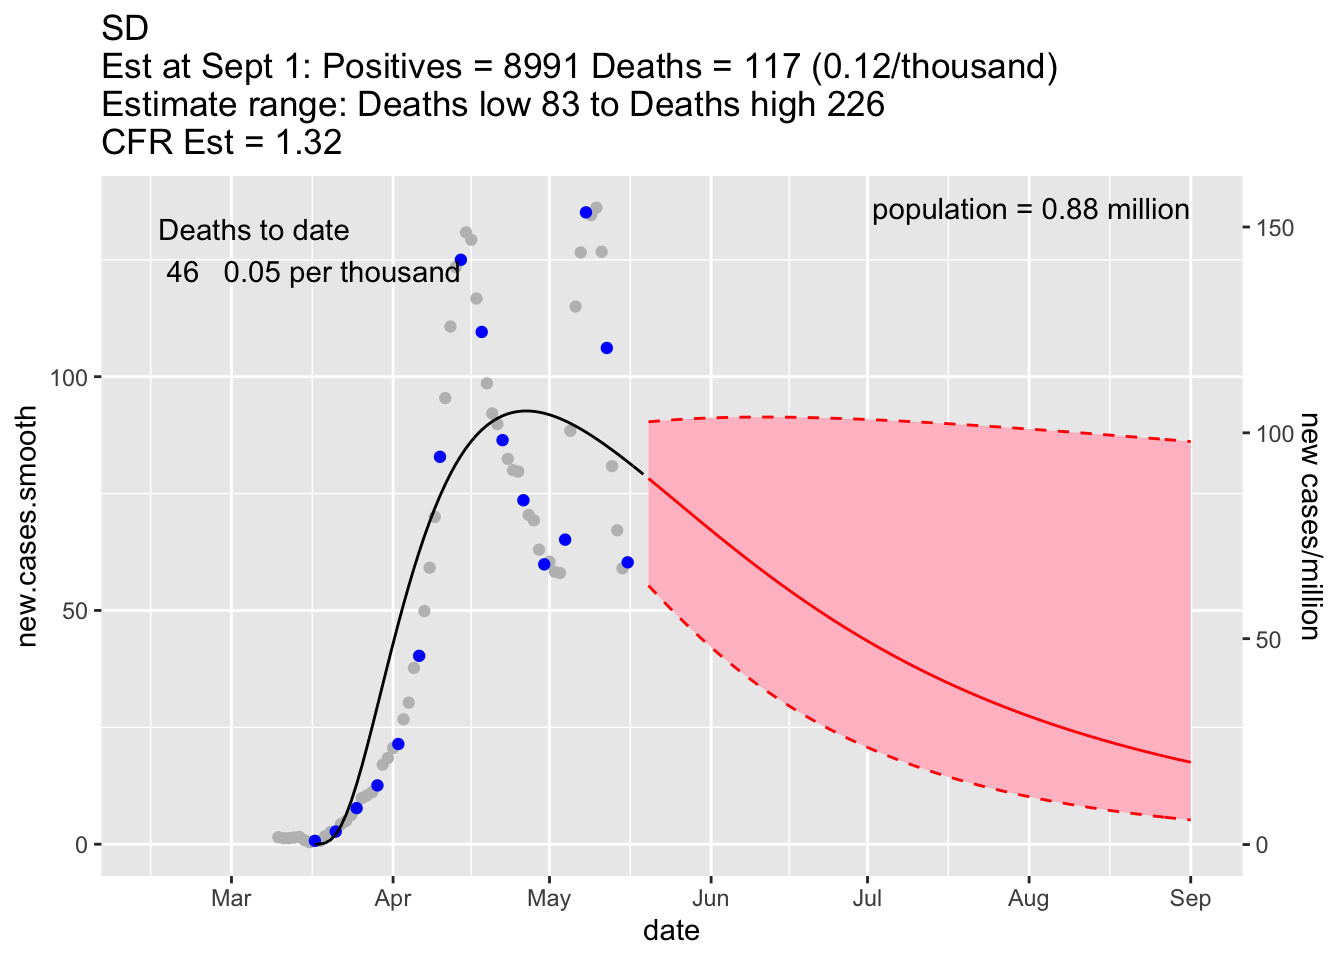 SD
Est at Sept 1: Positives = 8991 Deaths = 117 (0.12/thousand)
Estimate range: Deaths low 83 to Deaths high 226
CFR Est = 1.32
Deaths to date
46 0.05 per thousand
population = 0.88 million
new.cases.smooth
100
50
0
150
100
50
0
new cases/million
Mar Apr May Jun Jul Aug Sep
date